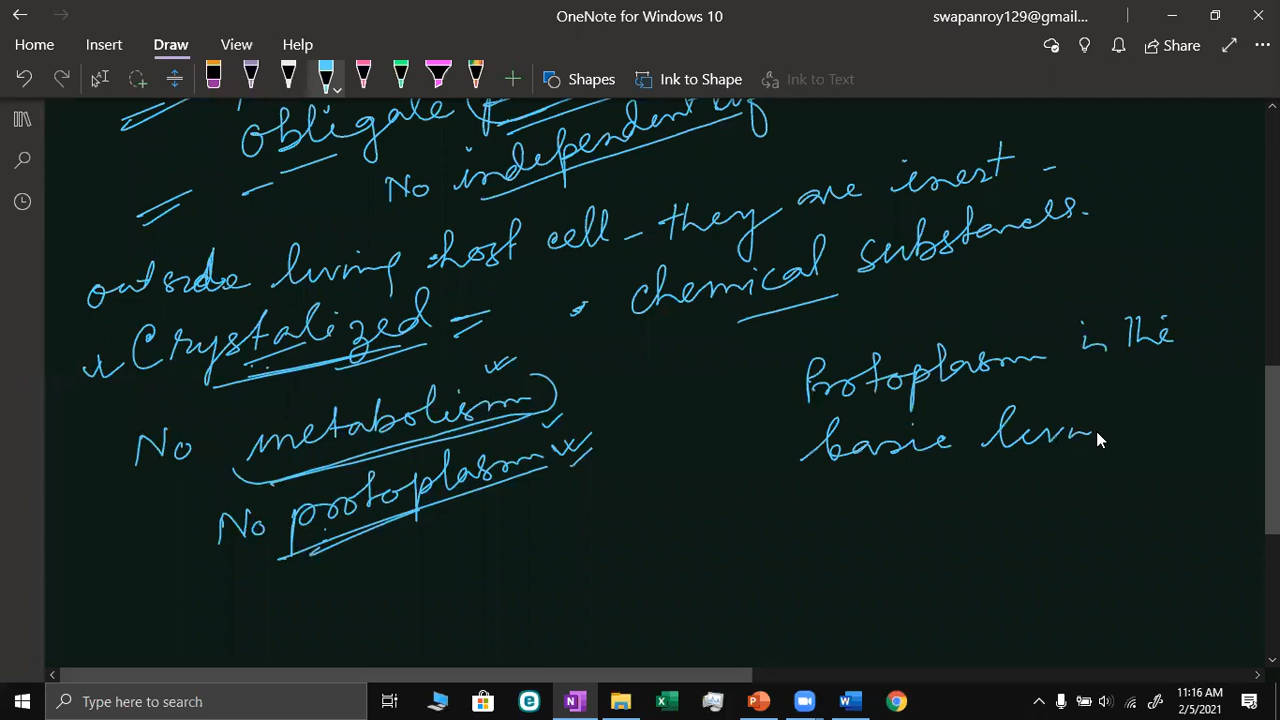 OneNote for Windows 10
swapanroy129@gmail...
Home Insert Draw View Help
Share
Shapes Ink to Shape Ink to Text
Obligate
No independent
outside living host cell - they are inert -
chemical substances.
Crystalized =
No metabolism
No protoplasm
Protoplasm in the
basic livin
Type here to search
11:16 AM
2/5/2021